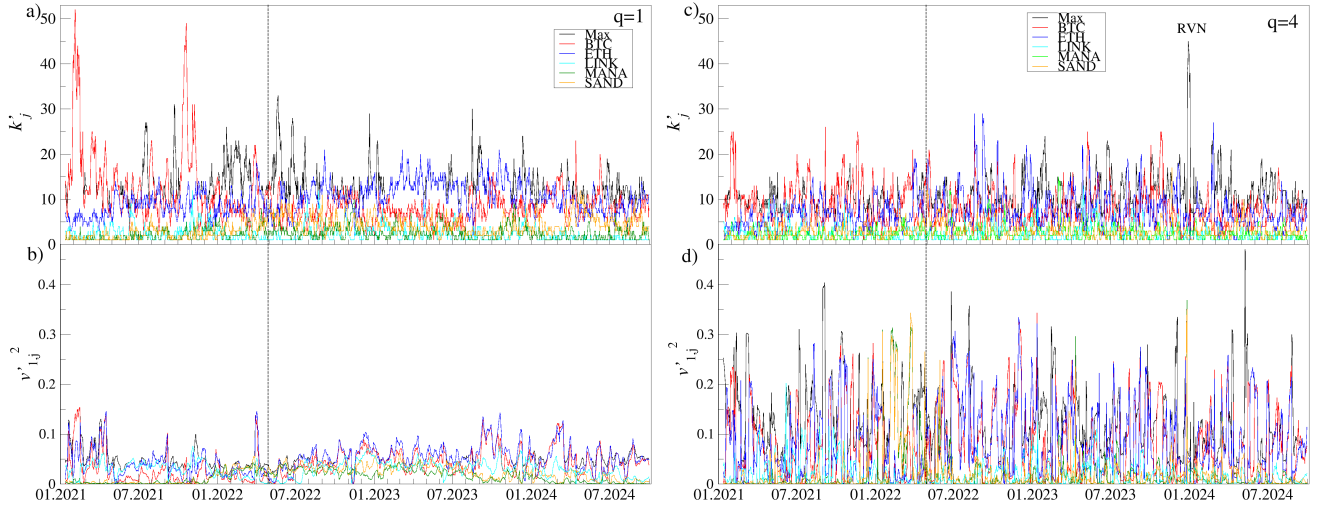 a)
q=1
50
40
30
20
10
0
k'j
Max
BTC
ETH
LINK
MANA
SAND
b)
0.4
0.3
0.2
0.1
0
v'1,j 2
01.2021
07.2021
01.2022
07.2022
01.2023
07.2023
01.2024
07.2024
c)
q=4
50
40
30
20
10
0
k'j
Max
BTC
ETH
LINK
MANA
SAND
RVN
d)
0.4
0.3
0.2
0.1
0
v'1,j 2
01.2021
07.2021
01.2022
07.2022
01.2023
07.2023
01.2024
07.2024